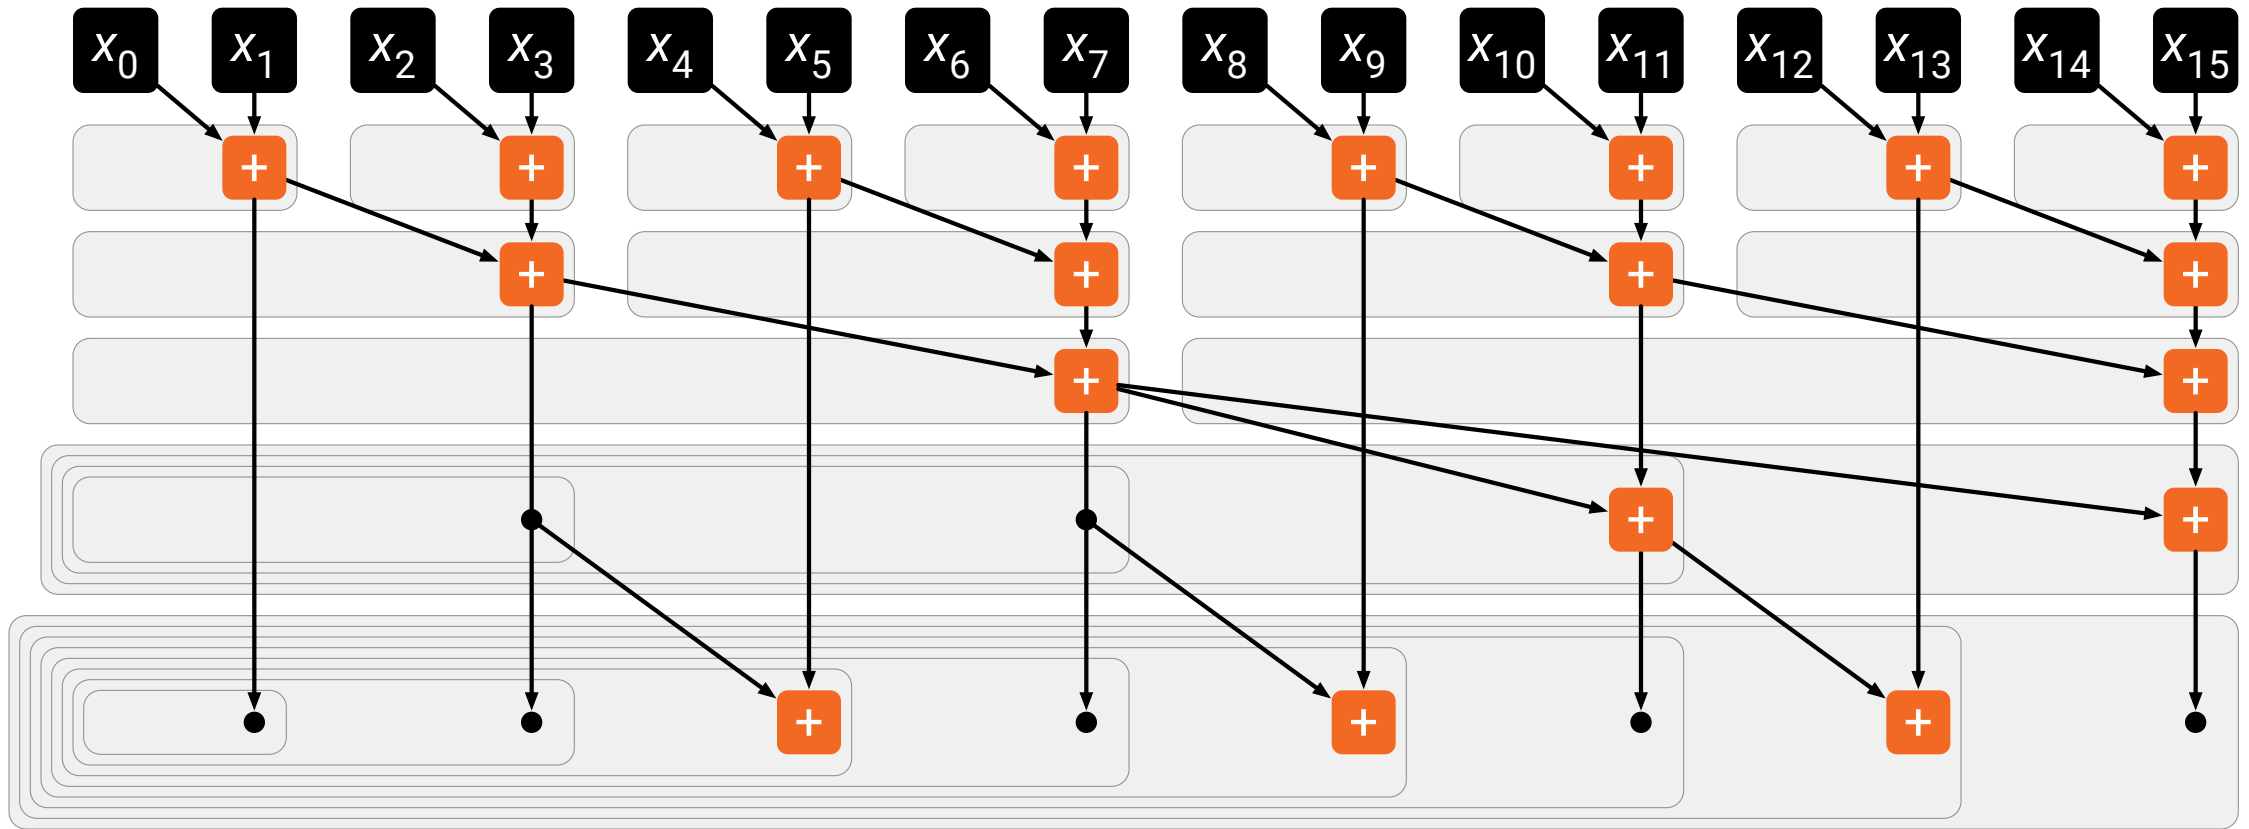 x0 x1 x2 x3 x4 x5 x6 x7 x8 x9 x10 x11 x12 x13 x14 x15
+ + + + + + + +
+ + + +
+ +
+ +
+ + +